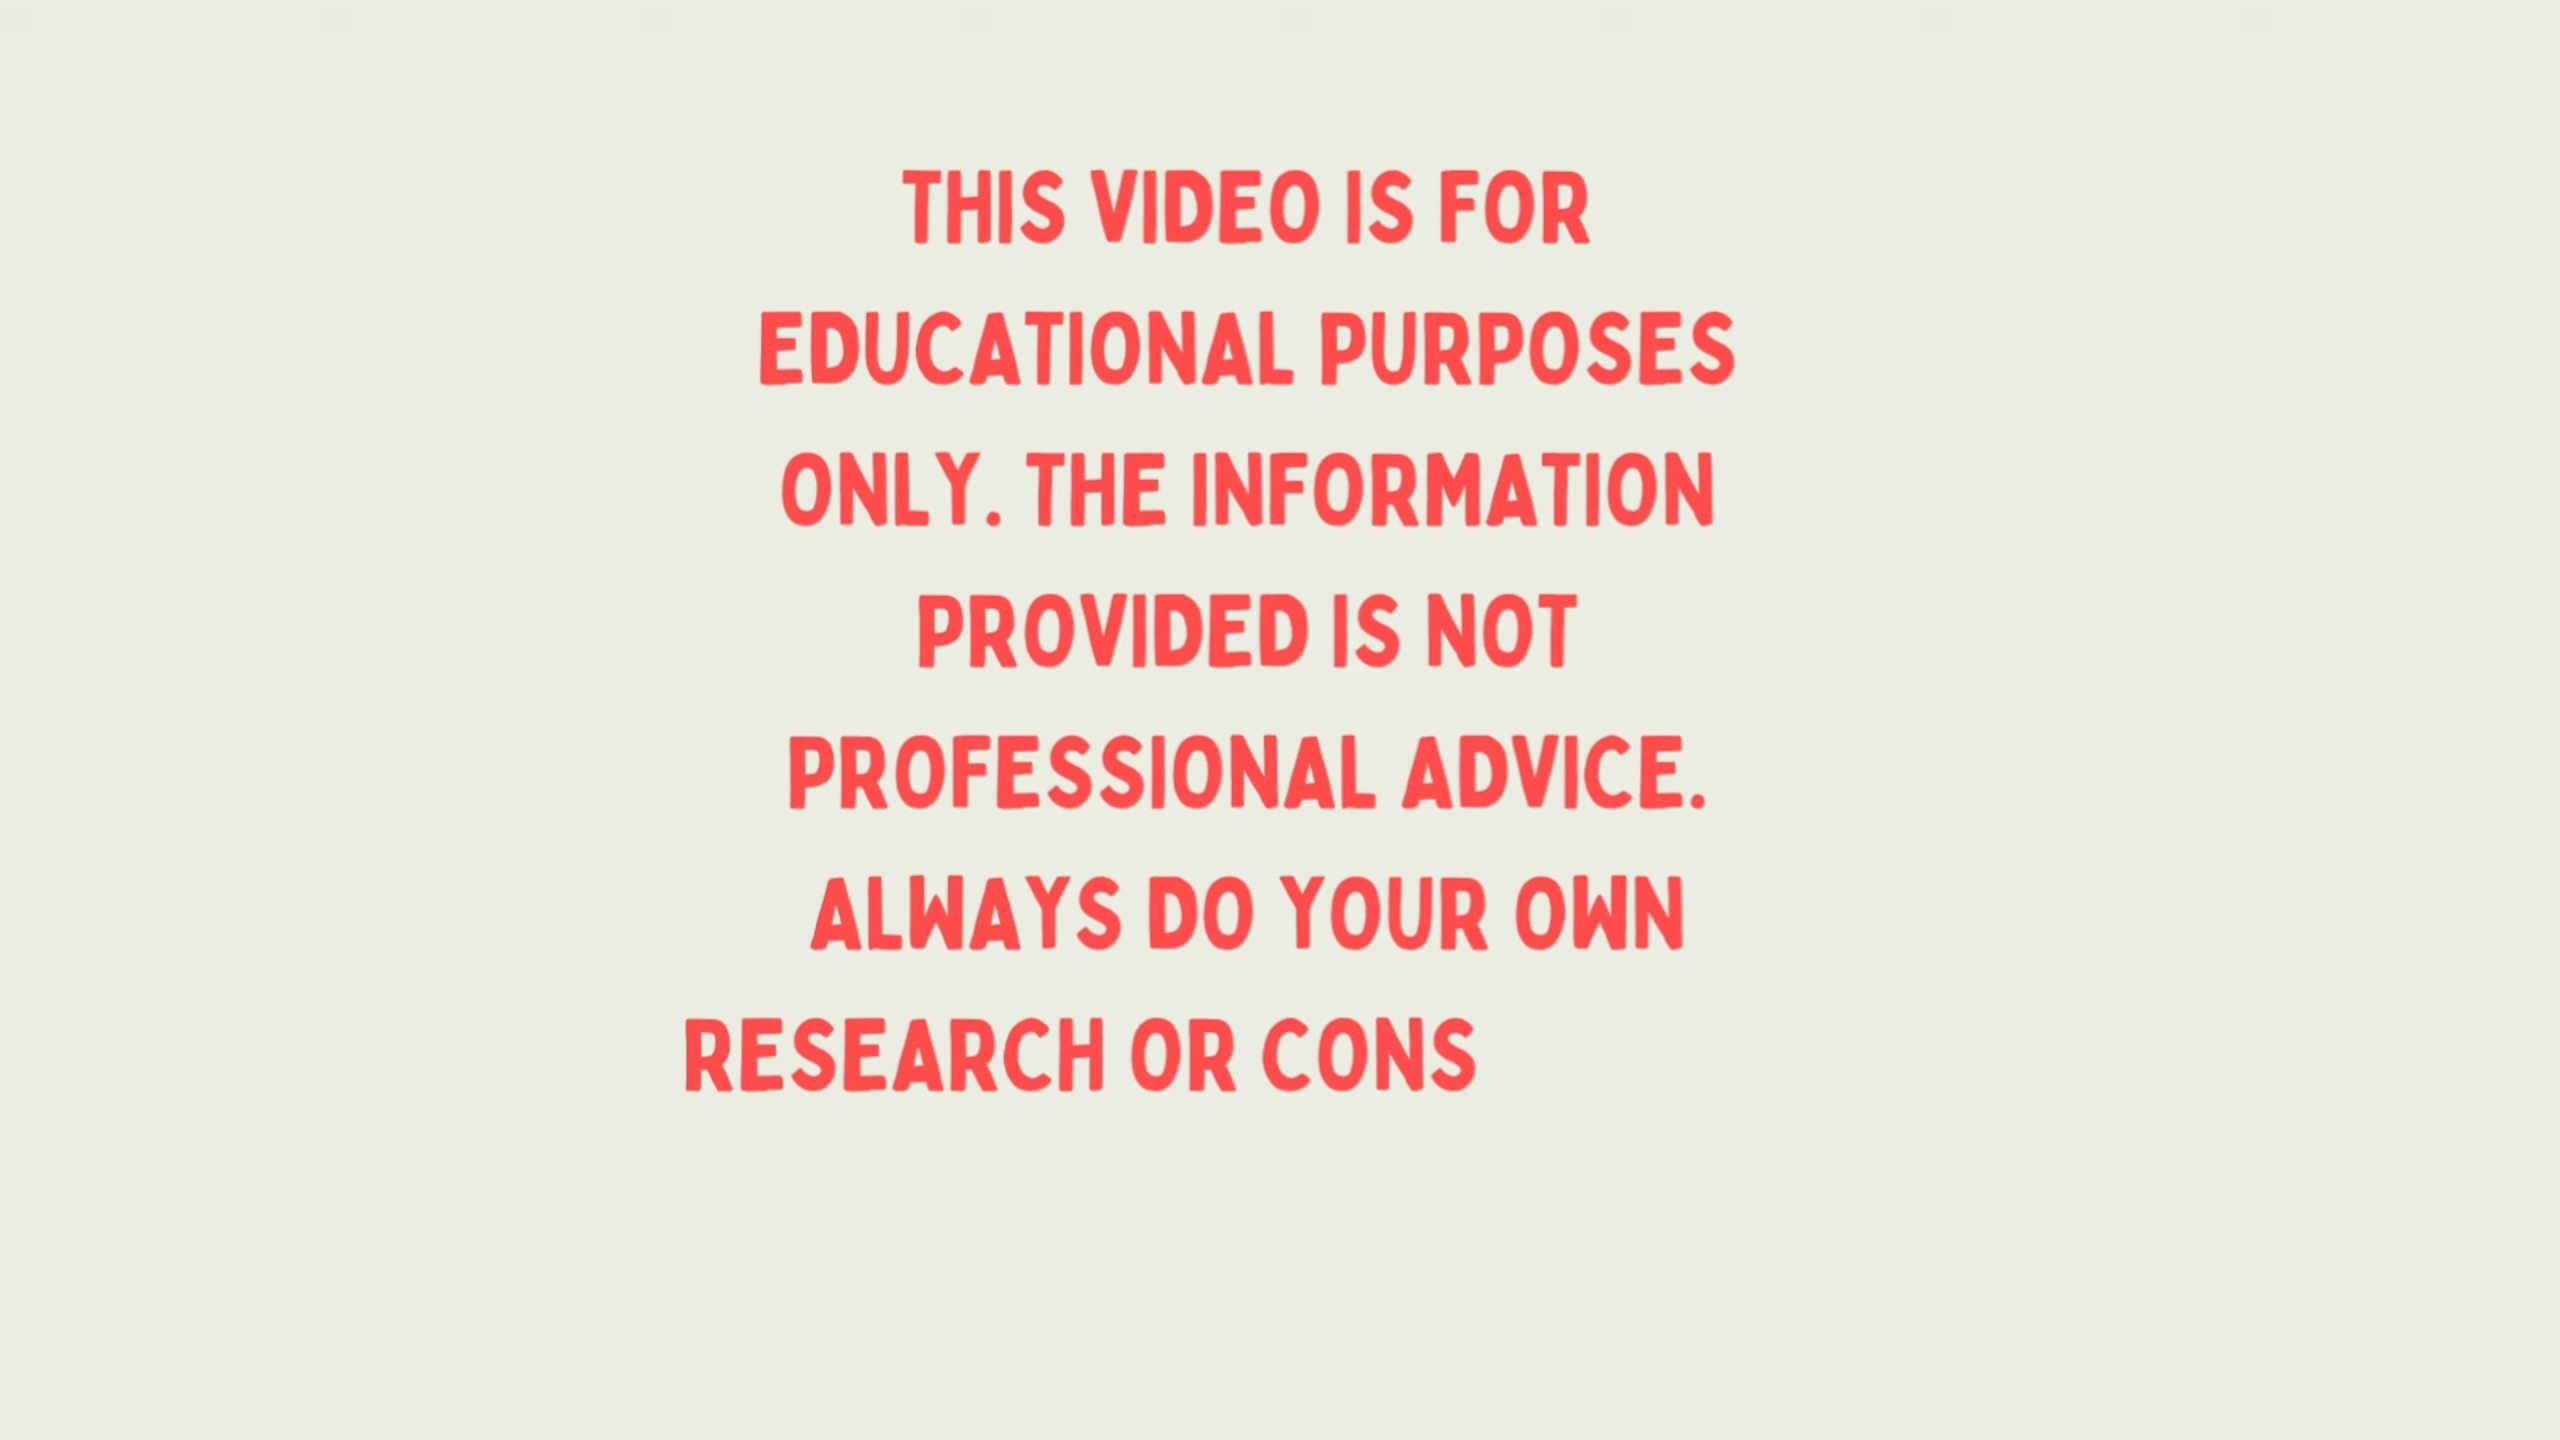 THIS VIDEO IS FOR
EDUCATIONAL PURPOSES
ONLY. THE INFORMATION
PROVIDED IS NOT
PROFESSIONAL ADVICE.
ALWAYS DO YOUR OWN
RESEARCH OR CONS